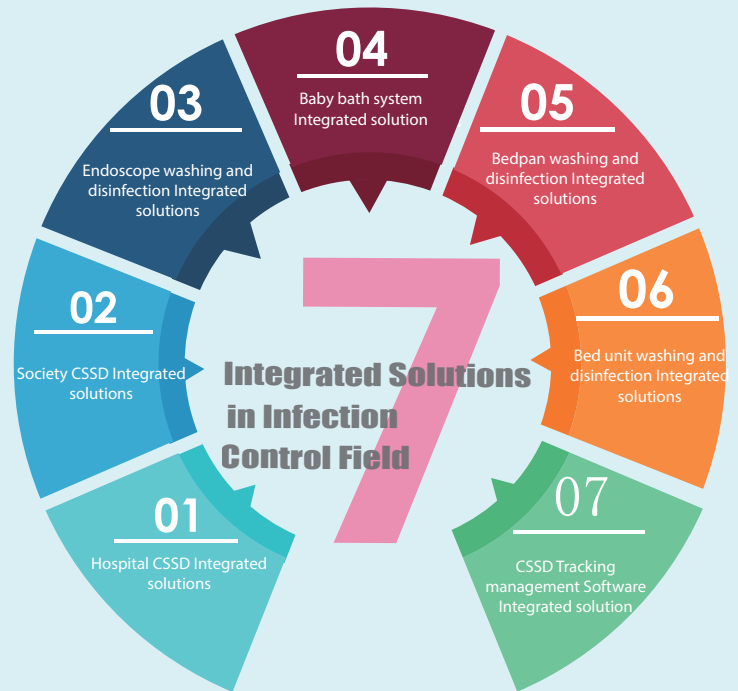 01
Hospital CSSD Integrated
solutions
02
Society CSSD Integrated
solutions
03
Endoscope washing and
disinfection Integrated
solutions
04
Baby bath system
Integrated solution
05
Bedpan washing and
disinfection Integrated
solutions
06
Bed unit washing and
disinfection Integrated
solutions
07
CSSD Tracking
management Software
Integrated solution
7
Integrated Solutions
in Infection
Control Field